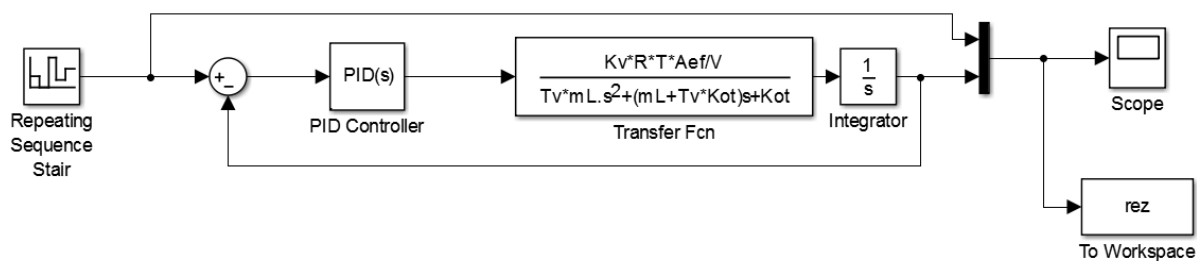 Repeating
Sequence
Stair
+
−
PID(s)
PID Controller
Kv*R*T*Aef/V
Tv*mL.s²+(mL+Tv*Kot)s+Kot
Transfer Fcn
1
s
Integrator
Scope
rez
To Workspace